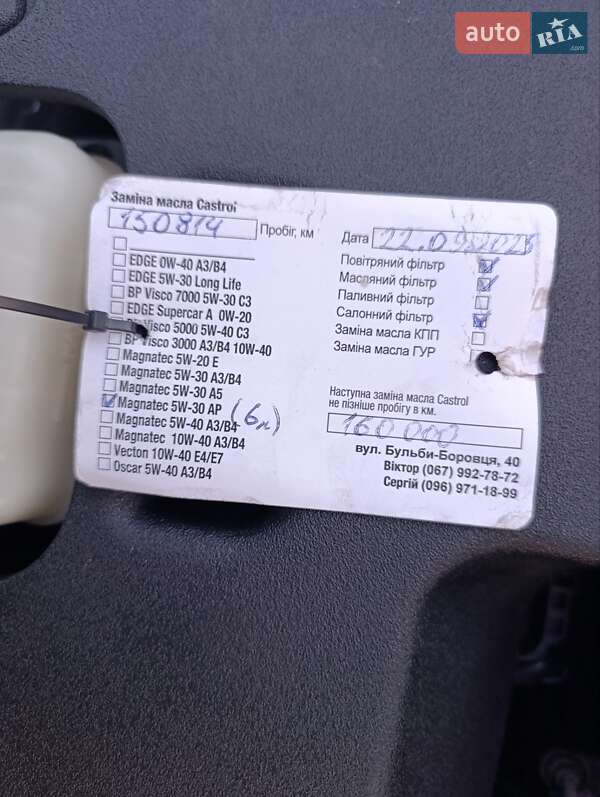 auto RIA .com
Заміна масла Castrol
150814 Пробіг, км
EDGE 0W-40 A3/B4
EDGE 5W-30 Long Life
BP Visco 7000 5W-30 C3
EDGE Supercar A 0W-20
Visco 5000 5W-40 C3
BP Visco 3000 A3/B4 10W-40
Magnatec 5W-20 E
Magnatec 5W-30 A3/B4
Magnatec 5W-30 A5
Magnatec 5W-30 AP (6л)
Magnatec 5W-40 A3/B4
Magnatec 10W-40 A3/B4
Vecton 10W-40 E4/E7
Oscar 5W-40 A3/B4
Дата
Повітряний фільтр
Масляний фільтр
Паливний фільтр
Салонний фільтр
Заміна масла КПП
Заміна масла ГУР
Наступна заміна масла Castrol
не пізніше пробігу в км.
160 000
вул. Бульби-Боровця, 40
Віктор (067) 992-78-72
Сергій (096) 971-18-99